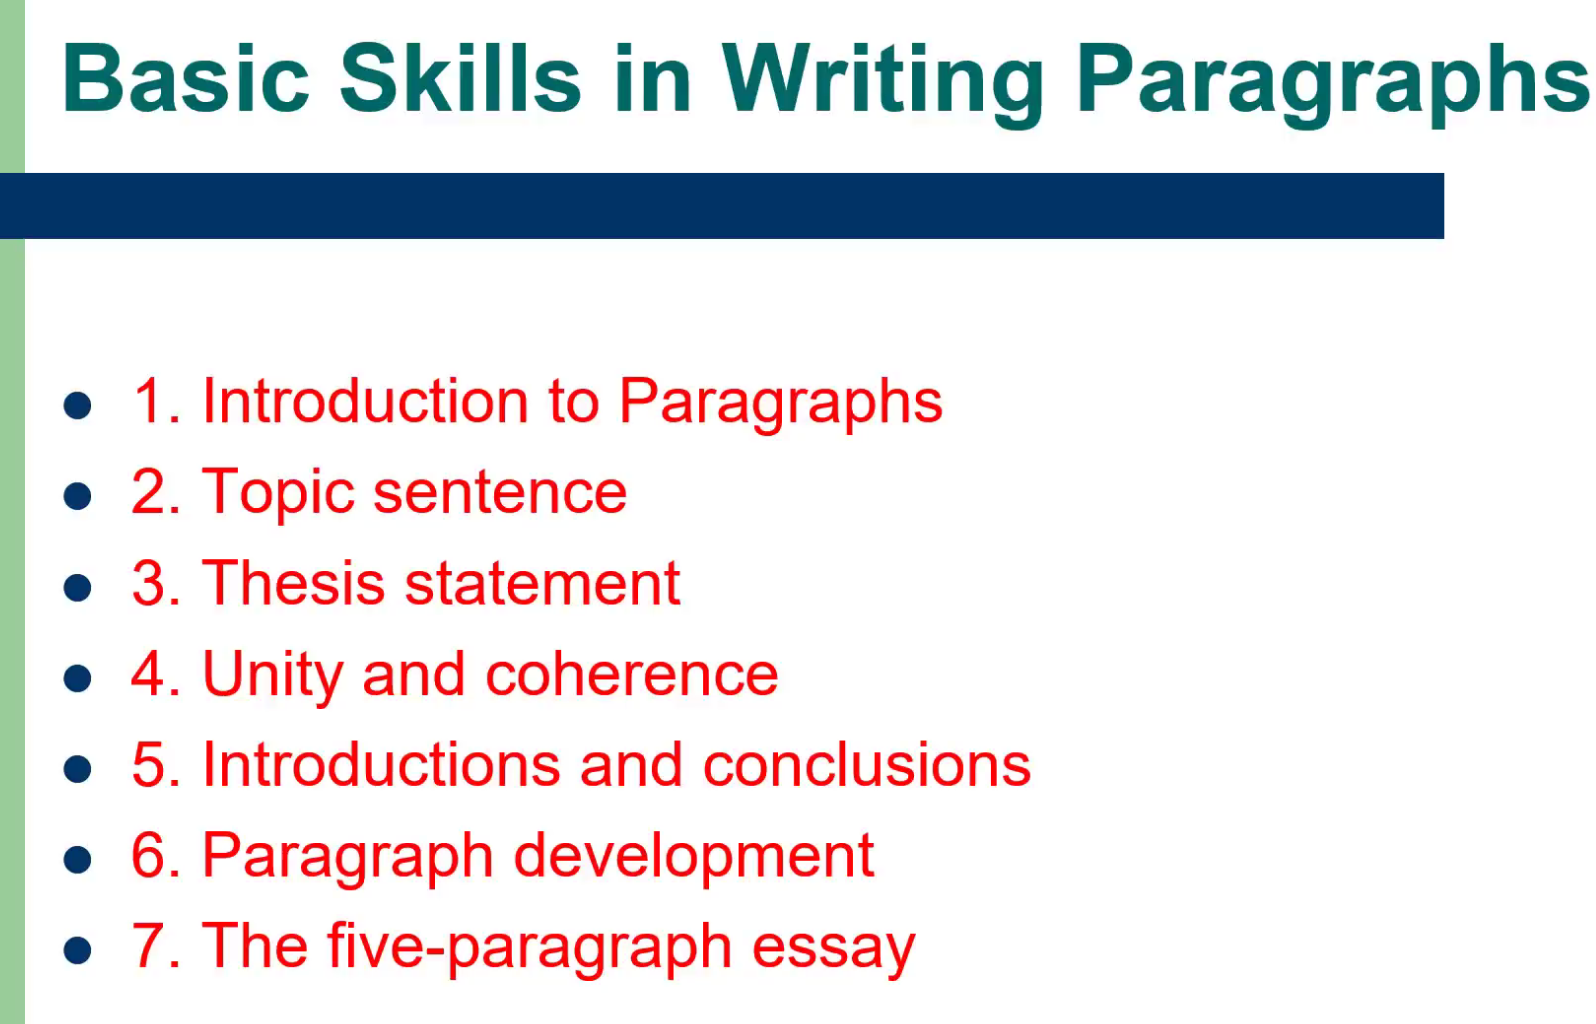 Basic Skills in Writing Paragraphs
● 1. Introduction to Paragraphs
● 2. Topic sentence
● 3. Thesis statement
● 4. Unity and coherence
● 5. Introductions and conclusions
● 6. Paragraph development
● 7. The five-paragraph essay